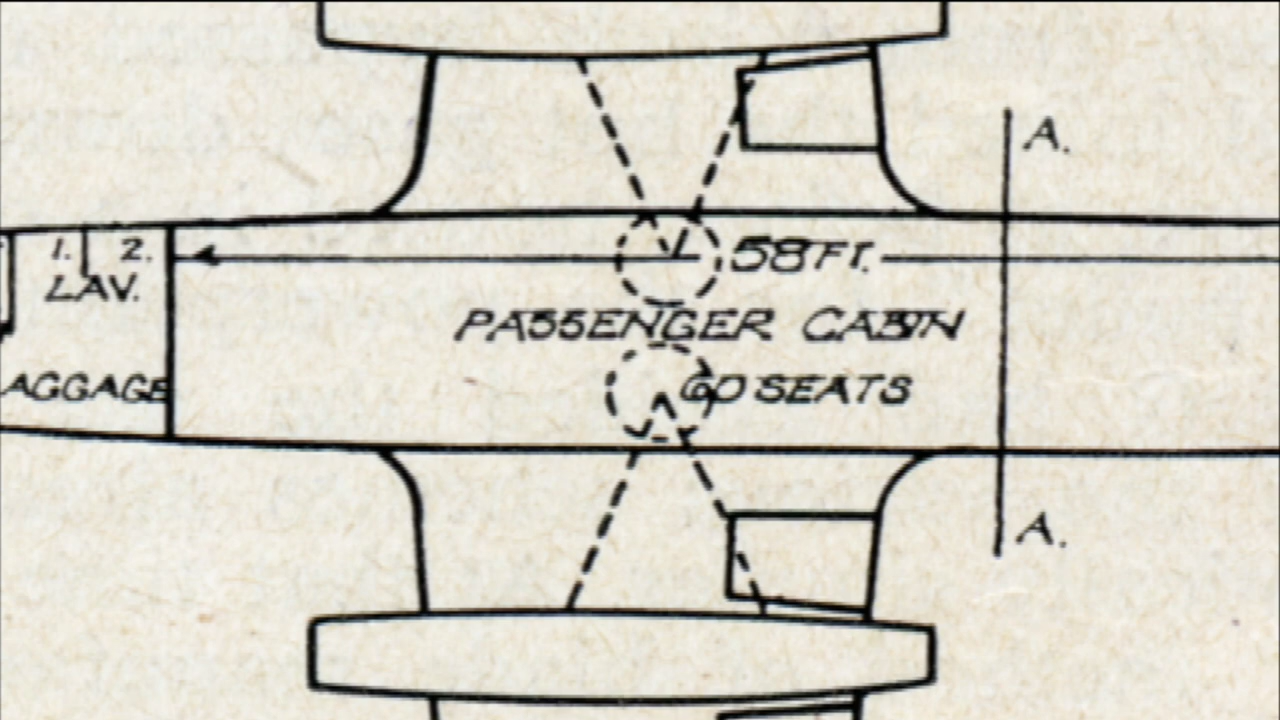 A.
1. 2.
LAV.
58 FT.
PASSENGER CABIN
AGGAGE
60 SEATS
A.